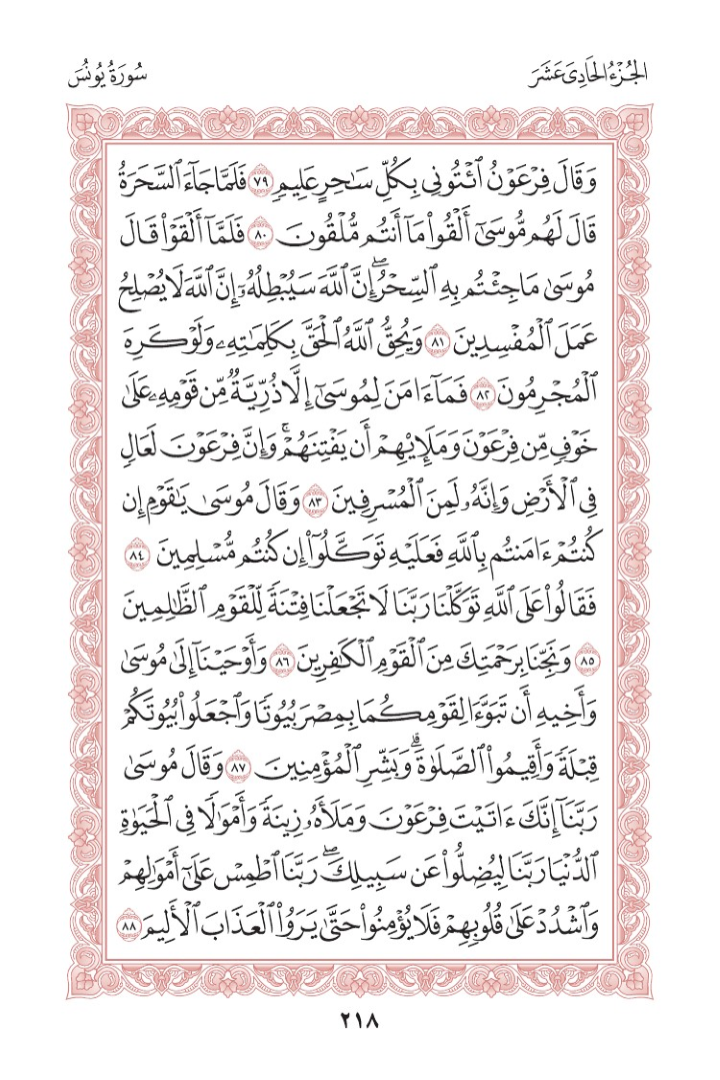 الجُزْءُ الحَادِى عَشَرَ
سُورَةُ يُونُسَ
وَقَالَ فِرْعَوْنُ ٱئْتُونِى بِكُلِّ سَـٰحِرٍ عَلِيمٍ ٧٩ فَلَمَّا جَآءَ ٱلسَّحَرَةُ
قَالَ لَهُم مُّوسَىٰٓ أَلْقُوا۟ مَآ أَنتُم مُّلْقُونَ ٨٠ فَلَمَّآ أَلْقَوْا۟ قَالَ
مُوسَىٰ مَا جِئْتُم بِهِ ٱلسِّحْرُ ۖ إِنَّ ٱللَّهَ سَيُبْطِلُهُۥٓ إِنَّ ٱللَّهَ لَا يُصْلِحُ
عَمَلَ ٱلْمُفْسِدِينَ ٨١ وَيُحِقُّ ٱللَّهُ ٱلْحَقَّ بِكَلِمَـٰتِهِۦ وَلَوْ كَرِهَ
ٱلْمُجْرِمُونَ ٨٢ فَمَآ ءَامَنَ لِمُوسَىٰٓ إِلَّا ذُرِّيَّةٌ مِّن قَوْمِهِۦ عَلَىٰ
خَوْفٍ مِّن فِرْعَوْنَ وَمَلَإِي۟هِمْ أَن يَفْتِنَهُمْ ۚ وَإِنَّ فِرْعَوْنَ لَعَالٍ
فِى ٱلْأَرْضِ وَإِنَّهُۥ لَمِنَ ٱلْمُسْرِفِينَ ٨٣ وَقَالَ مُوسَىٰ يَـٰقَوْمِ إِن
كُنتُمْ ءَامَنتُم بِٱللَّهِ فَعَلَيْهِ تَوَكَّلُوٓا۟ إِن كُنتُم مُّسْلِمِينَ ٨٤
فَقَالُوا۟ عَلَى ٱللَّهِ تَوَكَّلْنَا رَبَّنَا لَا تَجْعَلْنَا فِتْنَةً لِّلْقَوْمِ ٱلظَّـٰلِمِينَ
٨٥ وَنَجِّنَا بِرَحْمَتِكَ مِنَ ٱلْقَوْمِ ٱلْكَـٰفِرِينَ ٨٦ وَأَوْحَيْنَآ إِلَىٰ مُوسَىٰ
وَأَخِيهِ أَن تَبَوَّءَا لِقَوْمِكُمَا بِمِصْرَ بُيُوتًا وَٱجْعَلُوا۟ بُيُوتَكُمْ
قِبْلَةً وَأَقِيمُوا۟ ٱلصَّلَوٰةَ ۗ وَبَشِّرِ ٱلْمُؤْمِنِينَ ٨٧ وَقَالَ مُوسَىٰ
رَبَّنَآ إِنَّكَ ءَاتَيْتَ فِرْعَوْنَ وَمَلَأَهُۥ زِينَةً وَأَمْوَٰلًا فِى ٱلْحَيَوٰةِ
ٱلدُّنْيَا رَبَّنَا لِيُضِلُّوا۟ عَن سَبِيلِكَ ۖ رَبَّنَا ٱطْمِسْ عَلَىٰٓ أَمْوَٰلِهِمْ
وَٱشْدُدْ عَلَىٰ قُلُوبِهِمْ فَلَا يُؤْمِنُوا۟ حَتَّىٰ يَرَوُا۟ ٱلْعَذَابَ ٱلْأَلِيمَ ٨٨
٢١٨